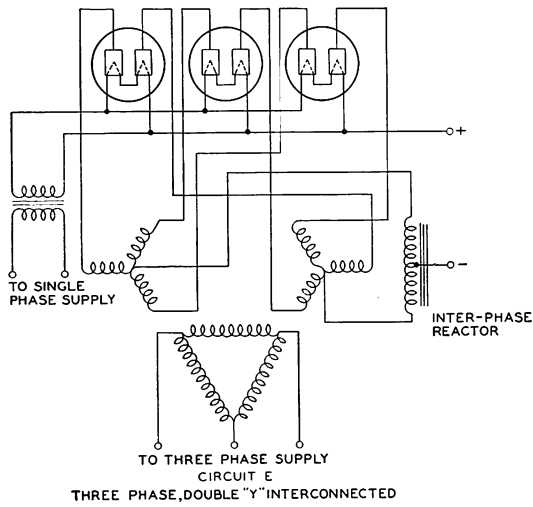 +
-
TO SINGLE
PHASE SUPPLY
INTER-PHASE
REACTOR
TO THREE PHASE SUPPLY
CIRCUIT E
THREE PHASE,DOUBLE "Y" INTERCONNECTED